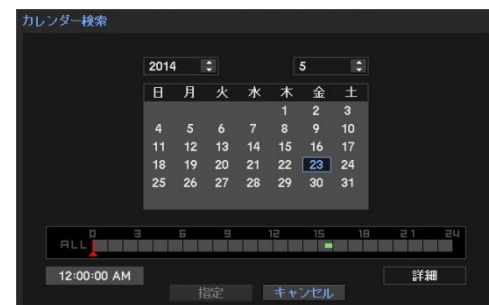 カレンダー検索
2014 5
日 月 火 水 木 金 土
1 2 3
4 5 6 7 8 9 10
11 12 13 14 15 16 17
18 19 20 21 22 23 24
25 26 27 28 29 30 31
0 3 6 9 12 15 18 21 24
ALL
12:00:00 AM 詳細
指定 キャンセル